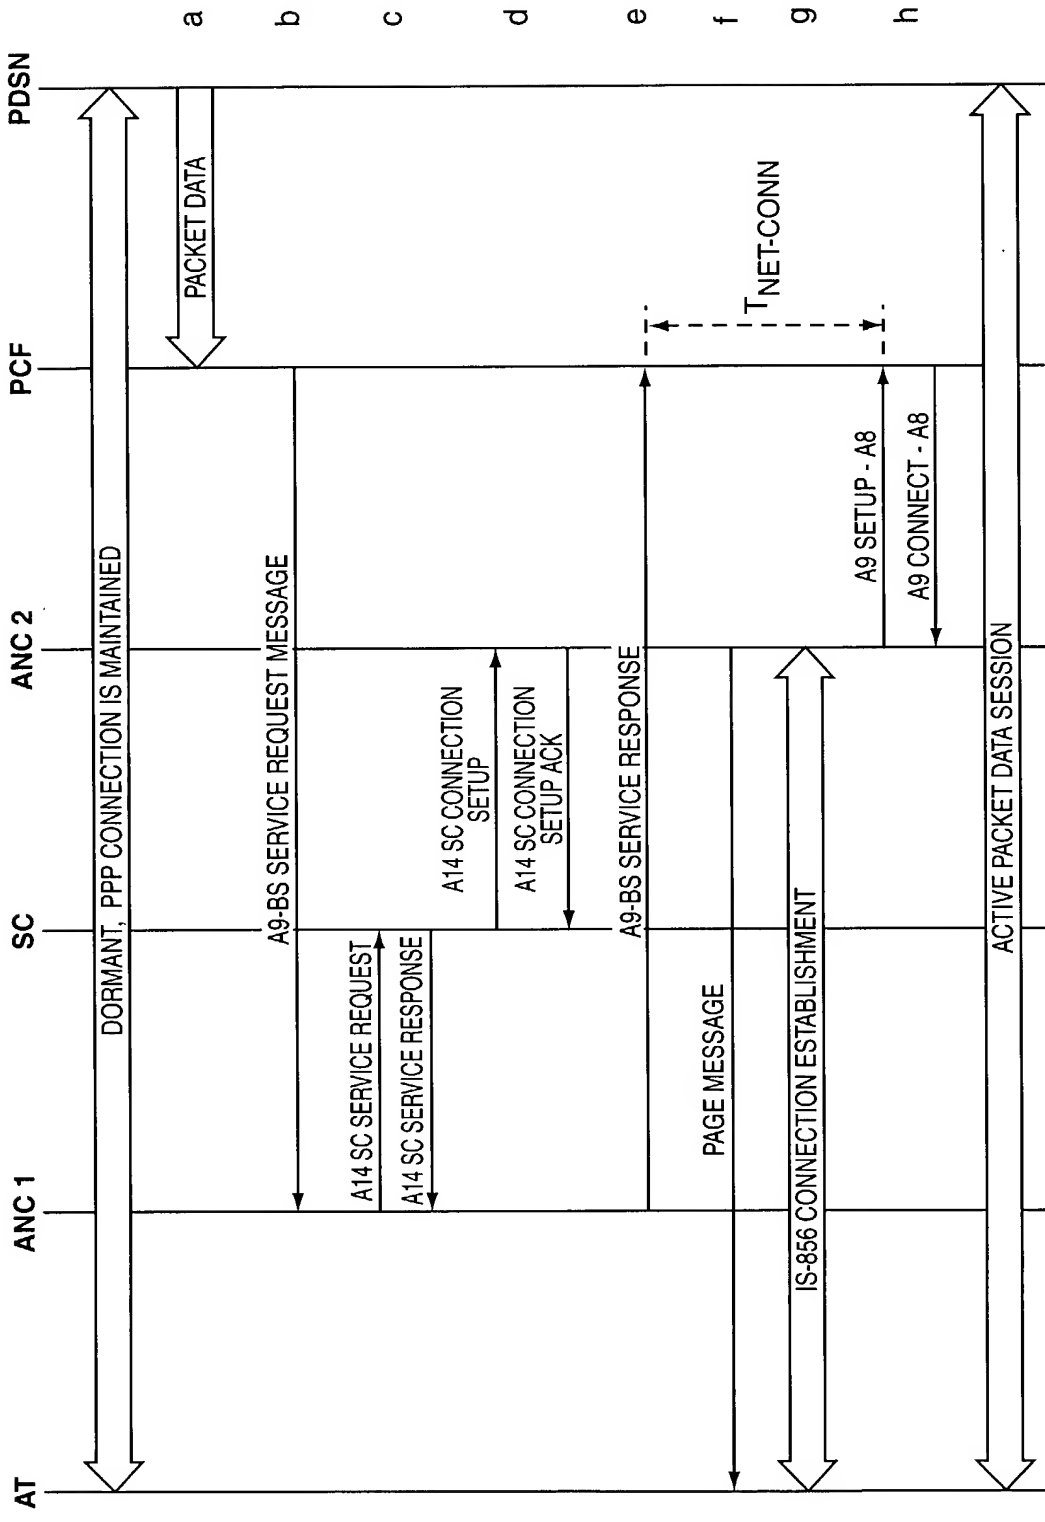 AT
ANC 1
SC
ANC 2
PCF
PDSN
DORMANT, PPP CONNECTION IS MAINTAINED
PACKET DATA
a
A9-BS SERVICE REQUEST MESSAGE
b
A14 SC SERVICE REQUEST
c
A14 SC SERVICE RESPONSE
A14 SC CONNECTION
SETUP
d
A14 SC CONNECTION
SETUP ACK
A9-BS SERVICE RESPONSE
e
PAGE MESSAGE
f
TNET-CONN
IS-856 CONNECTION ESTABLISHMENT
g
A9 SETUP - A8
h
A9 CONNECT - A8
ACTIVE PACKET DATA SESSION